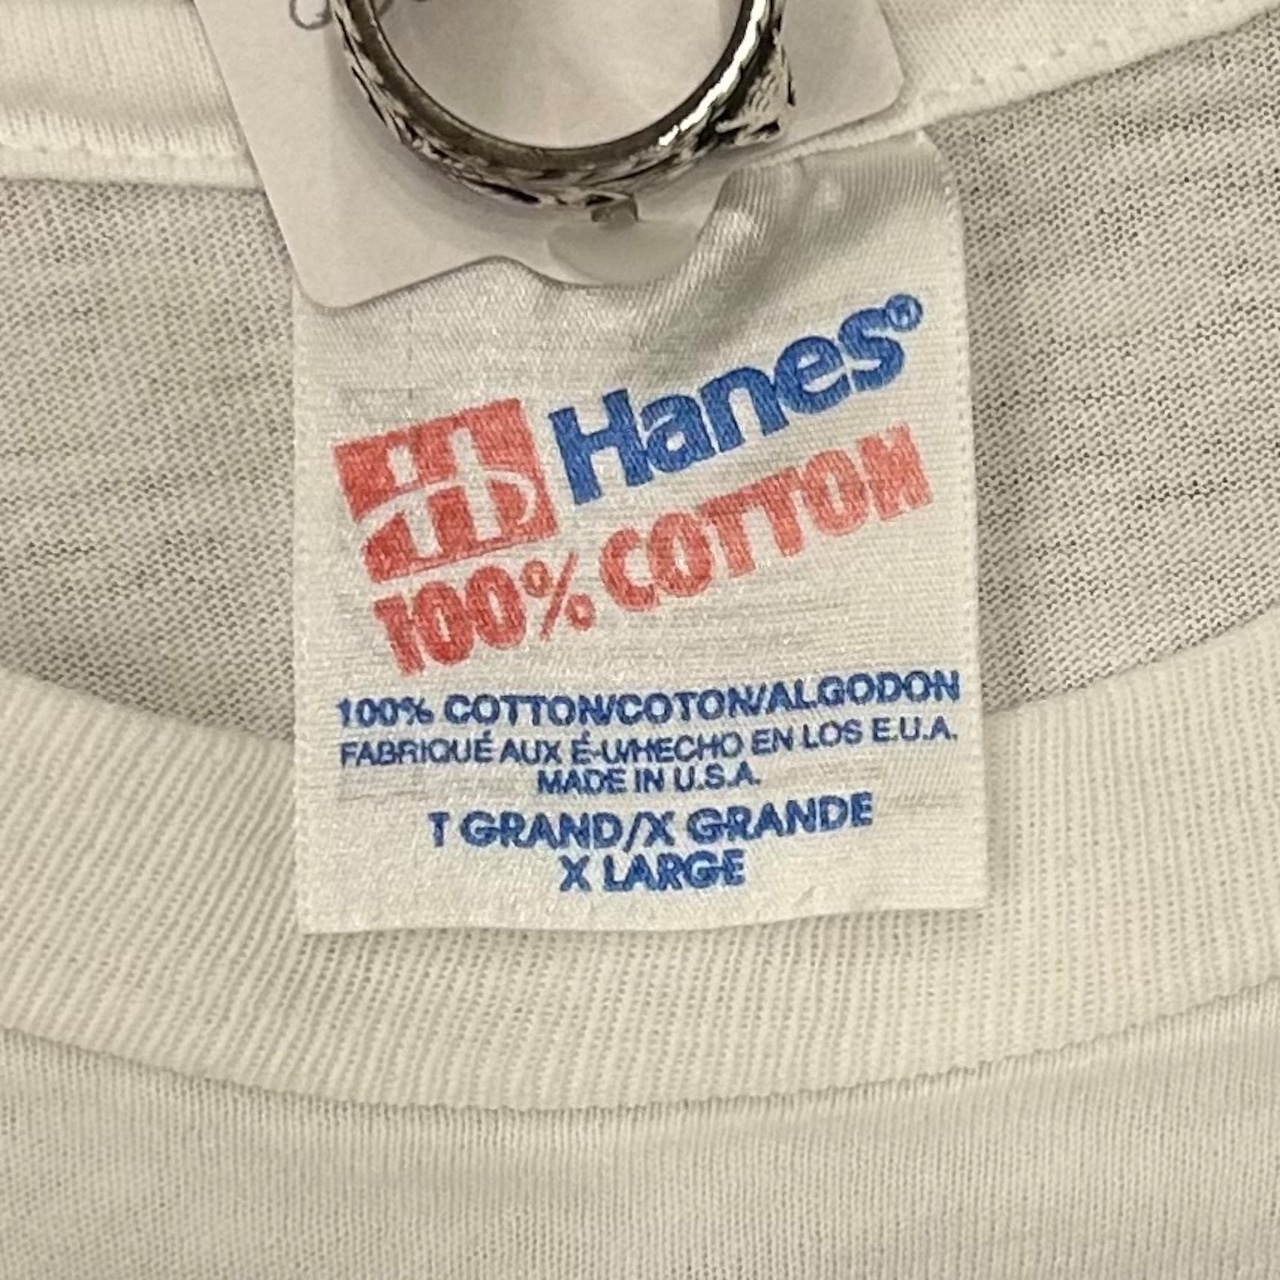 Hanes®
100% COTTON
100% COTTON/COTON/ALGODON
FABRIQUÉ AUX É-U/HECHO EN LOS E.U.A.
MADE IN U.S.A.
T GRAND/X GRANDE
X LARGE